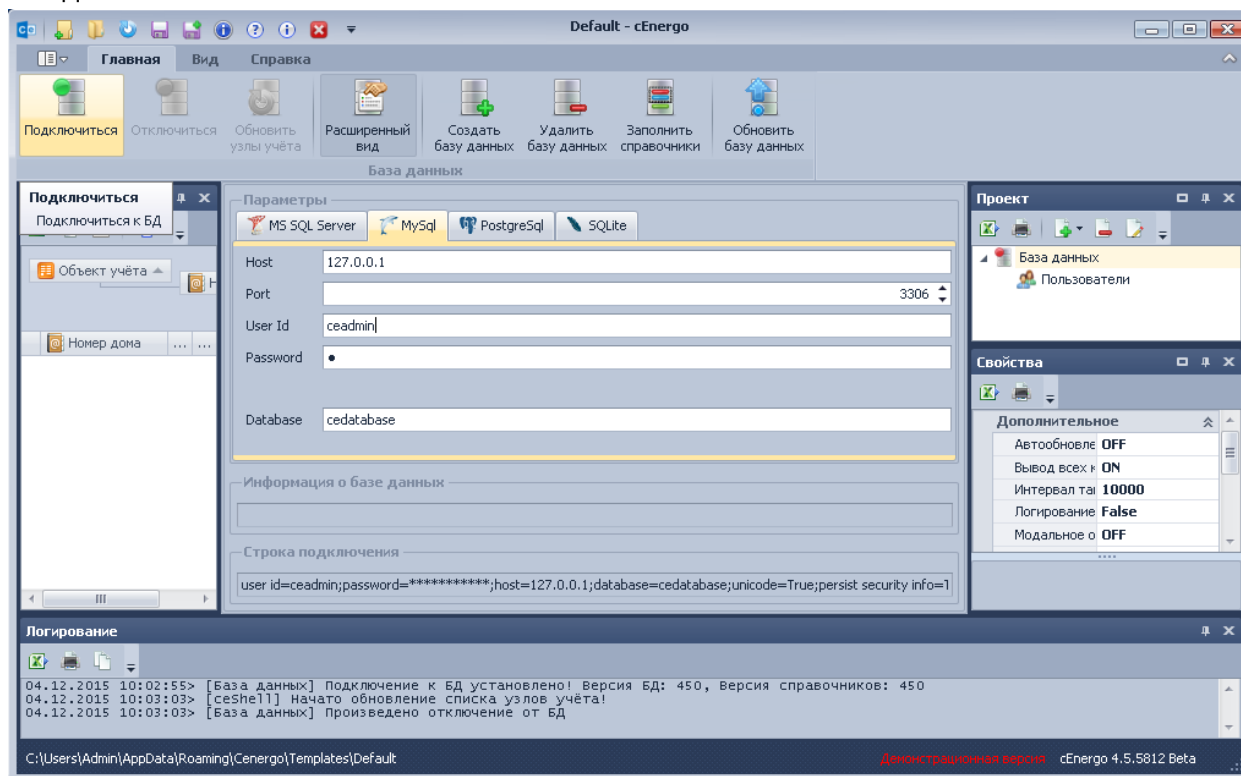 Default - cEnergo
Главная Вид Справка
Подключиться Отключиться Обновить узлы учёта Расширенный вид Создать базу данных Удалить базу данных Заполнить справочники Обновить базу данных
База данных
Подключиться
Подключиться к БД
Объект учёта
Номер дома ... ...
Параметры
MS SQL Server MySql PostgreSql SQLite
Host 127.0.0.1
Port 3306
User Id ceadmin
Password ●
Database cedatabase
Информация о базе данных
Строка подключения
user id=ceadmin;password=***********;host=127.0.0.1;database=cedatabase;unicode=True;persist security info=
Проект
База данных
Пользователи
Свойства
Дополнительное
Автообновле OFF
Вывод всех к ON
Интервал та 10000
Логирование False
Модальное о OFF
Логирование
04.12.2015 10:02:55> [База данных] Подключение к БД установлено! Версия БД: 450, Версия справочников: 450
04.12.2015 10:03:03> [ceShell] Начато обновление списка узлов учёта!
04.12.2015 10:03:03> [База данных] Произведено отключение от БД
C:\Users\Admin\AppData\Roaming\Cenergo\Templates\Default Демонстрационная версия cEnergo 4.5.5812 Beta